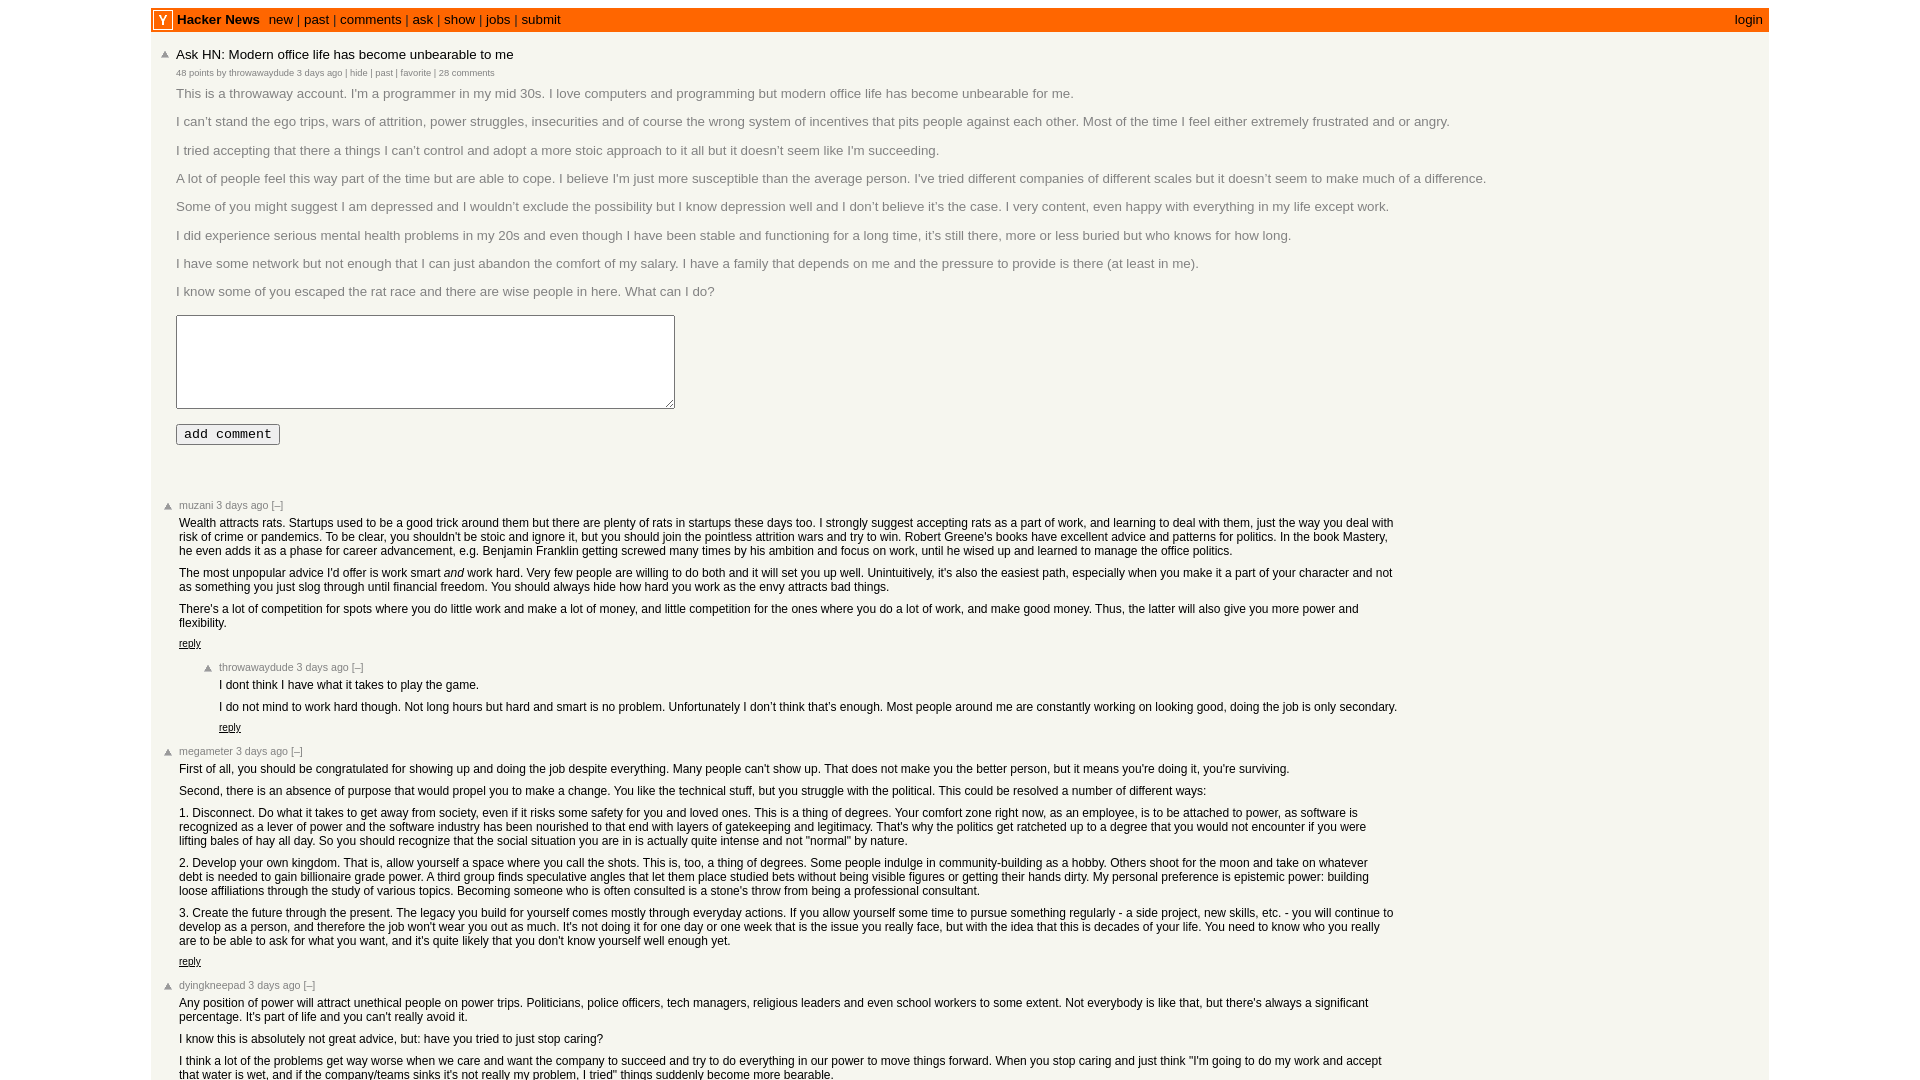 Y Hacker News new | past | comments | ask | show | jobs | submit login
Ask HN: Modern office life has become unbearable to me
48 points by throwawaydude 3 days ago | hide | past | favorite | 28 comments
This is a throwaway account. I'm a programmer in my mid 30s. I love computers and programming but modern office life has become unbearable for me.
I can’t stand the ego trips, wars of attrition, power struggles, insecurities and of course the wrong system of incentives that pits people against each other. Most of the time I feel either extremely frustrated and or angry.
I tried accepting that there a things I can’t control and adopt a more stoic approach to it all but it doesn’t seem like I'm succeeding.
A lot of people feel this way part of the time but are able to cope. I believe I'm just more susceptible than the average person. I've tried different companies of different scales but it doesn’t seem to make much of a difference.
Some of you might suggest I am depressed and I wouldn’t exclude the possibility but I know depression well and I don’t believe it’s the case. I very content, even happy with everything in my life except work.
I did experience serious mental health problems in my 20s and even though I have been stable and functioning for a long time, it’s still there, more or less buried but who knows for how long.
I have some network but not enough that I can just abandon the comfort of my salary. I have a family that depends on me and the pressure to provide is there (at least in me).
I know some of you escaped the rat race and there are wise people in here. What can I do?
add comment
muzani 3 days ago [–]
Wealth attracts rats. Startups used to be a good trick around them but there are plenty of rats in startups these days too. I strongly suggest accepting rats as a part of work, and learning to deal with them, just the way you deal with
risk of crime or pandemics. To be clear, you shouldn't be stoic and ignore it, but you should join the pointless attrition wars and try to win. Robert Greene's books have excellent advice and patterns for politics. In the book Mastery,
he even adds it as a phase for career advancement, e.g. Benjamin Franklin getting screwed many times by his ambition and focus on work, until he wised up and learned to manage the office politics.
The most unpopular advice I'd offer is work smart and work hard. Very few people are willing to do both and it will set you up well. Unintuitively, it's also the easiest path, especially when you make it a part of your character and not
as something you just slog through until financial freedom. You should always hide how hard you work as the envy attracts bad things.
There's a lot of competition for spots where you do little work and make a lot of money, and little competition for the ones where you do a lot of work, and make good money. Thus, the latter will also give you more power and
flexibility.
reply
throwawaydude 3 days ago [–]
I dont think I have what it takes to play the game.
I do not mind to work hard though. Not long hours but hard and smart is no problem. Unfortunately I don’t think that’s enough. Most people around me are constantly working on looking good, doing the job is only secondary.
reply
megameter 3 days ago [–]
First of all, you should be congratulated for showing up and doing the job despite everything. Many people can't show up. That does not make you the better person, but it means you're doing it, you're surviving.
Second, there is an absence of purpose that would propel you to make a change. You like the technical stuff, but you struggle with the political. This could be resolved a number of different ways:
1. Disconnect. Do what it takes to get away from society, even if it risks some safety for you and loved ones. This is a thing of degrees. Your comfort zone right now, as an employee, is to be attached to power, as software is
recognized as a lever of power and the software industry has been nourished to that end with layers of gatekeeping and legitimacy. That's why the politics get ratcheted up to a degree that you would not encounter if you were
lifting bales of hay all day. So you should recognize that the social situation you are in is actually quite intense and not "normal" by nature.
2. Develop your own kingdom. That is, allow yourself a space where you call the shots. This is, too, a thing of degrees. Some people indulge in community-building as a hobby. Others shoot for the moon and take on whatever
debt is needed to gain billionaire grade power. A third group finds speculative angles that let them place studied bets without being visible figures or getting their hands dirty. My personal preference is epistemic power: building
loose affiliations through the study of various topics. Becoming someone who is often consulted is a stone's throw from being a professional consultant.
3. Create the future through the present. The legacy you build for yourself comes mostly through everyday actions. If you allow yourself some time to pursue something regularly - a side project, new skills, etc. - you will continue to
develop as a person, and therefore the job won't wear you out as much. It's not doing it for one day or one week that is the issue you really face, but with the idea that this is decades of your life. You need to know who you really
are to be able to ask for what you want, and it's quite likely that you don't know yourself well enough yet.
reply
dyingkneepad 3 days ago [–]
Any position of power will attract unethical people on power trips. Politicians, police officers, tech managers, religious leaders and even school workers to some extent. Not everybody is like that, but there's always a significant
percentage. It's part of life and you can't really avoid it.
I know this is absolutely not great advice, but: have you tried to just stop caring?
I think a lot of the problems get way worse when we care and want the company to succeed and try to do everything in our power to move things forward. When you stop caring and just think "I'm going to do my work and accept
that water is wet, and if the company/teams sinks it's not really my problem, I tried" things suddenly become more bearable.